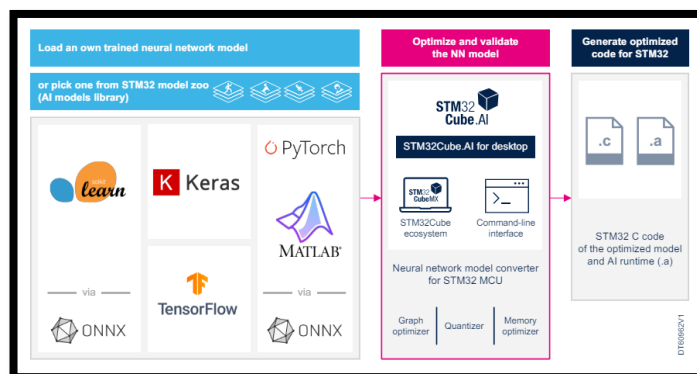 Load an own trained neural network model
or pick one from STM32 model zoo
(AI models library)
scikit
learn
via
ONNX
Keras
TensorFlow
PyTorch
MATLAB®
via
ONNX
Optimize and validate
the NN model
STM32
Cube.AI
STM32Cube.AI for desktop
STM32
CubeMX
STM32Cube
ecosystem
>_
Command-line
interface
Neural network model converter
for STM32 MCU
Graph
optimizer
Quantizer
Memory
optimizer
Generate optimized
code for STM32
.c
.a
STM32 C code
of the optimized model
and AI runtime (.a)
DT60962V1